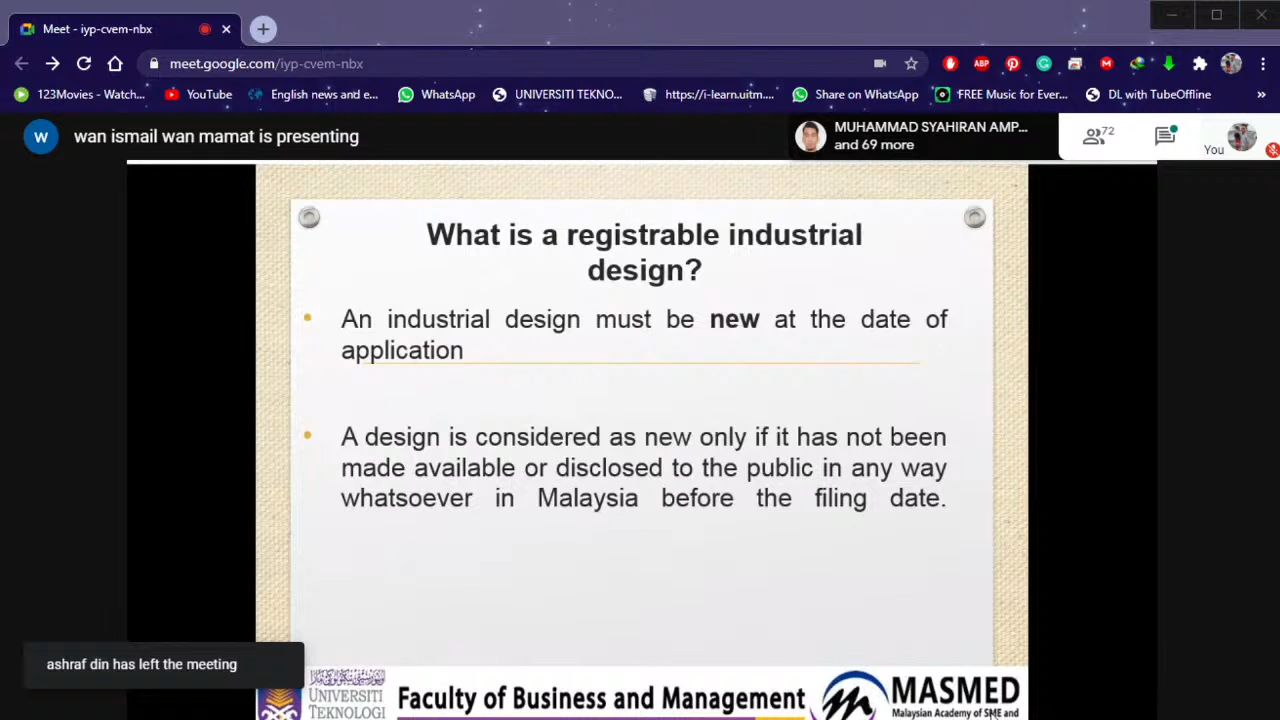 Meet - iyp-cvem-nbx
meet.google.com/iyp-cvem-nbx
123Movies - Watch...
YouTube
English news and e...
WhatsApp
UNIVERSITI TEKNO...
https://i-learn.uitm....
Share on WhatsApp
FREE Music for Ever...
DL with TubeOffline
»
W
wan ismail wan mamat is presenting
MUHAMMAD SYAHIRAN AMP...
and 69 more
72
You
ABP
What is a registrable industrial
design?
• An industrial design must be new at the date of
application
• A design is considered as new only if it has not been
made available or disclosed to the public in any way
whatsoever in Malaysia before the filing date.
ashraf din has left the meeting
UNIVERSITI
TEKNOLOGI
Faculty of Business and Management
MASMED
Malaysian Academy of SME and